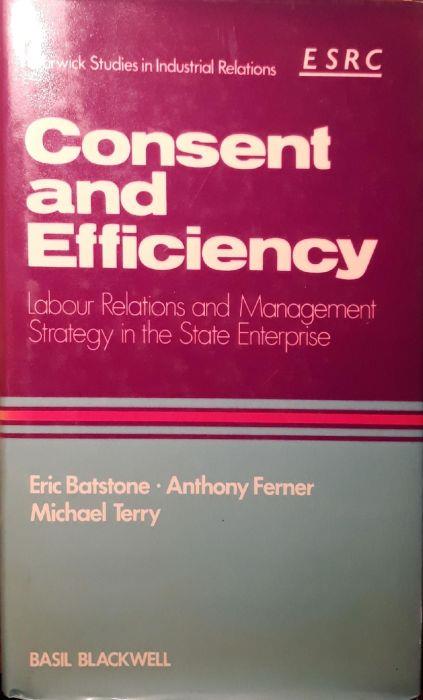 Warwick Studies in Industrial Relations ESRC
Consent
and
Efficiency
Labour Relations and Management
Strategy in the State Enterprise
Eric Batstone · Anthony Ferner
Michael Terry
BASIL BLACKWELL